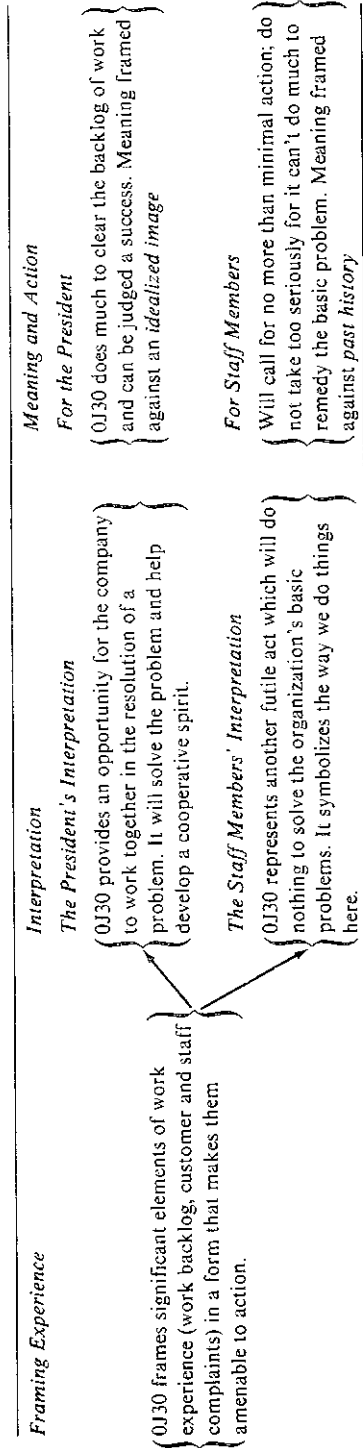 Framing Experience
OJ30 frames significant elements of work
experience (work backlog, customer and staff
complaints) in a form that makes them
amenable to action.
Interpretation
The President's Interpretation
OJ30 provides an opportunity for the company
to work together in the resolution of a
problem. It will solve the problem and help
develop a cooperative spirit.
The Staff Members' Interpretation
OJ30 represents another futile act which will do
nothing to solve the organization's basic
problems. It symbolizes the way we do things
here.
Meaning and Action
For the President
OJ30 does much to clear the backlog of work
and can be judged a success. Meaning framed
against an idealized image
For Staff Members
Will call for no more than minimal action; do
not take too seriously for it can't do much to
remedy the basic problem. Meaning framed
against past history